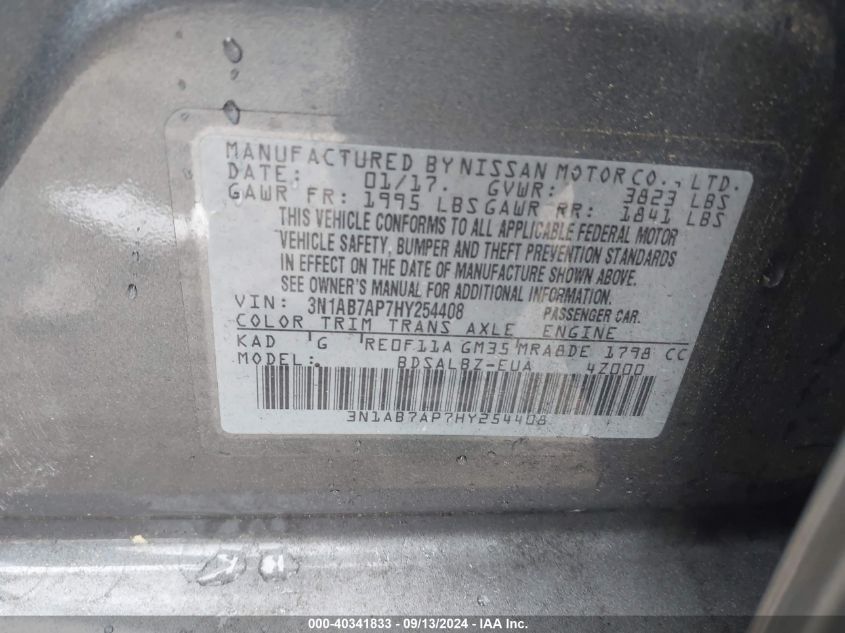 MANUFACTURED BY NISSAN MOTOR CO., LTD.
DATE: 01/17. GVWR: 3823 LBS
GAWR FR: 1995 LBS GAWR RR: 1841 LBS
THIS VEHICLE CONFORMS TO ALL APPLICABLE FEDERAL MOTOR
VEHICLE SAFETY, BUMPER AND THEFT PREVENTION STANDARDS
IN EFFECT ON THE DATE OF MANUFACTURE SHOWN ABOVE.
SEE OWNER'S MANUAL FOR ADDITIONAL INFORMATION.
VIN: 3N1AB7AP7HY254408 PASSENGER CAR.
COLOR TRIM TRANS AXLE ENGINE
KAD G RE0F11A GM35 MRA8DE 1798 CC
MODEL: BDSALBZ-EUA 4Z000
3N1AB7AP7HY254408
000-40341833 - 09/13/2024 - IAA Inc.